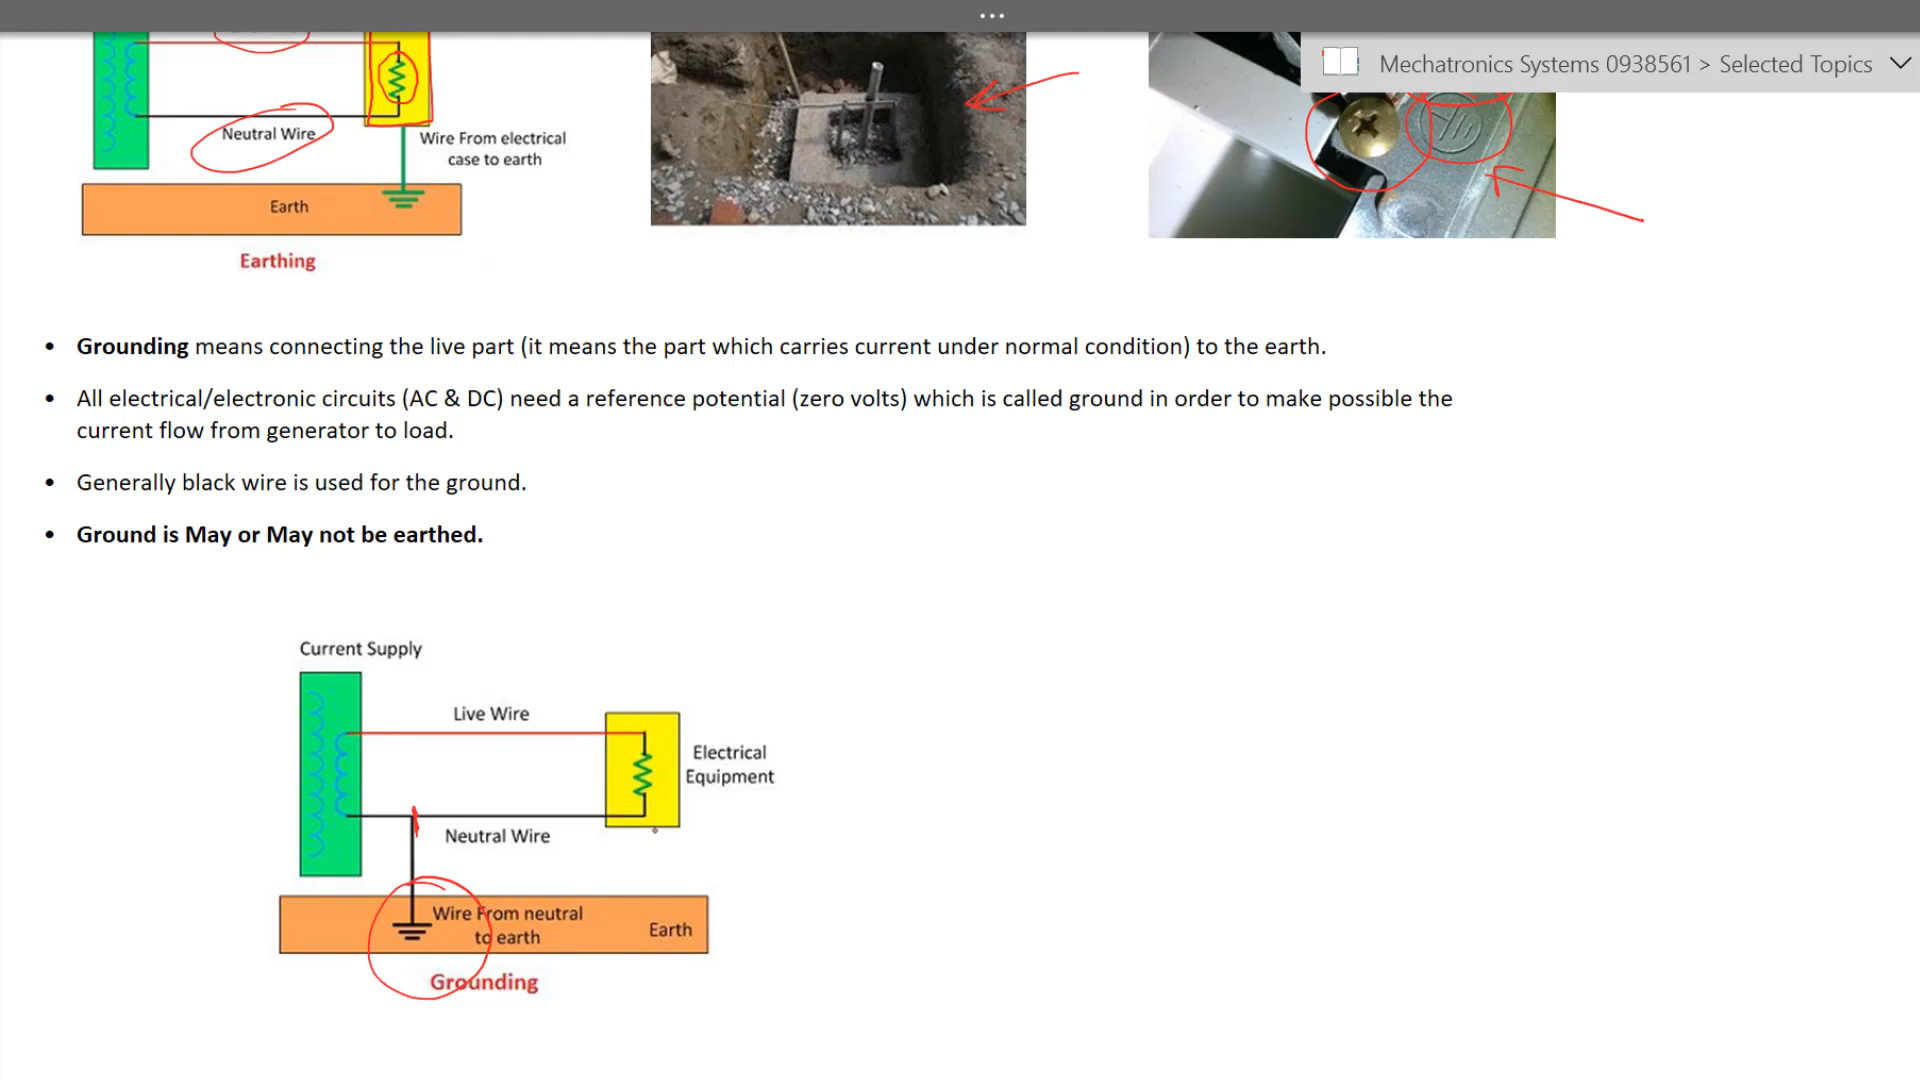 ...
Mechatronics Systems 0938561 > Selected Topics
Neutral Wire
Wire From electrical
case to earth
Earth
Earthing
• Grounding means connecting the live part (it means the part which carries current under normal condition) to the earth.
• All electrical/electronic circuits (AC & DC) need a reference potential (zero volts) which is called ground in order to make possible the
current flow from generator to load.
• Generally black wire is used for the ground.
• Ground is May or May not be earthed.
Current Supply
Live Wire
Electrical
Equipment
Neutral Wire
Wire From neutral
to earth
Earth
Grounding